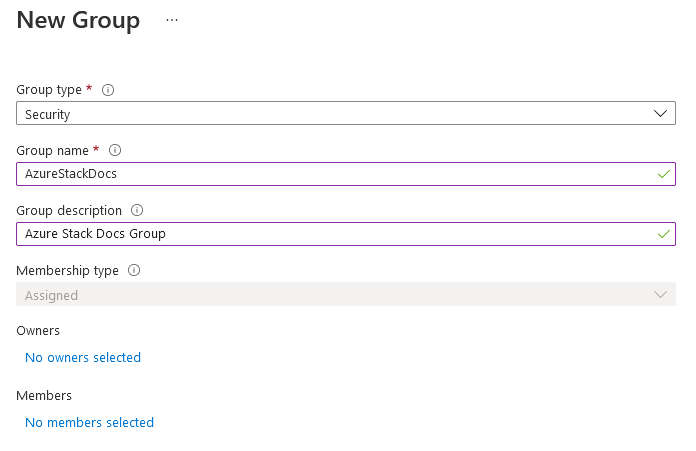 New Group ...
Group type *
Security
Group name *
AzureStackDocs
Group description
Azure Stack Docs Group
Membership type
Assigned
Owners
No owners selected
Members
No members selected